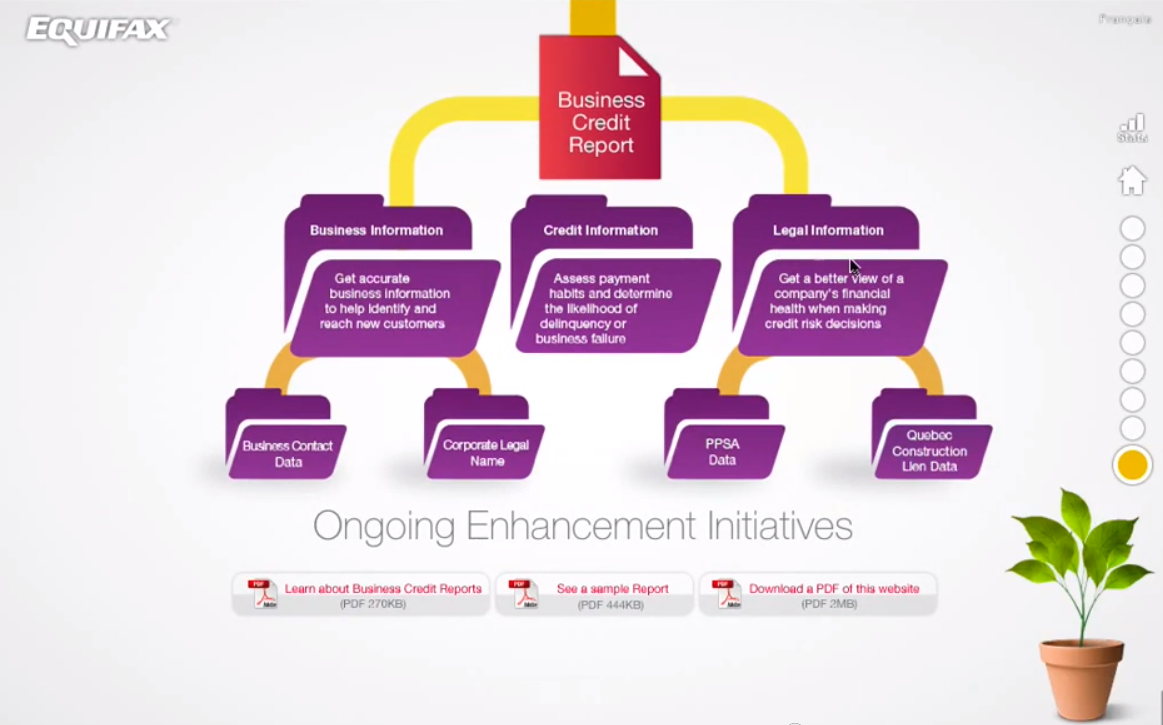 EQUIFAX
Français
Business
Credit
Report
Stats
Business Information
Credit Information
Legal Information
Get accurate
business information
to help identify and
reach new customers
Assess payment
habits and determine
the likelihood of
delinquency or
business failure
Get a better view of a
company's financial
health when making
credit risk decisions
Business Contact
Data
Corporate Legal
Name
PPSA
Data
Quebec
Construction
Lien Data
Ongoing Enhancement Initiatives
PDF
Adobe
Learn about Business Credit Reports
(PDF 270KB)
PDF
Adobe
See a sample Report
(PDF 444KB)
PDF
Adobe
Download a PDF of this website
(PDF 2MB)